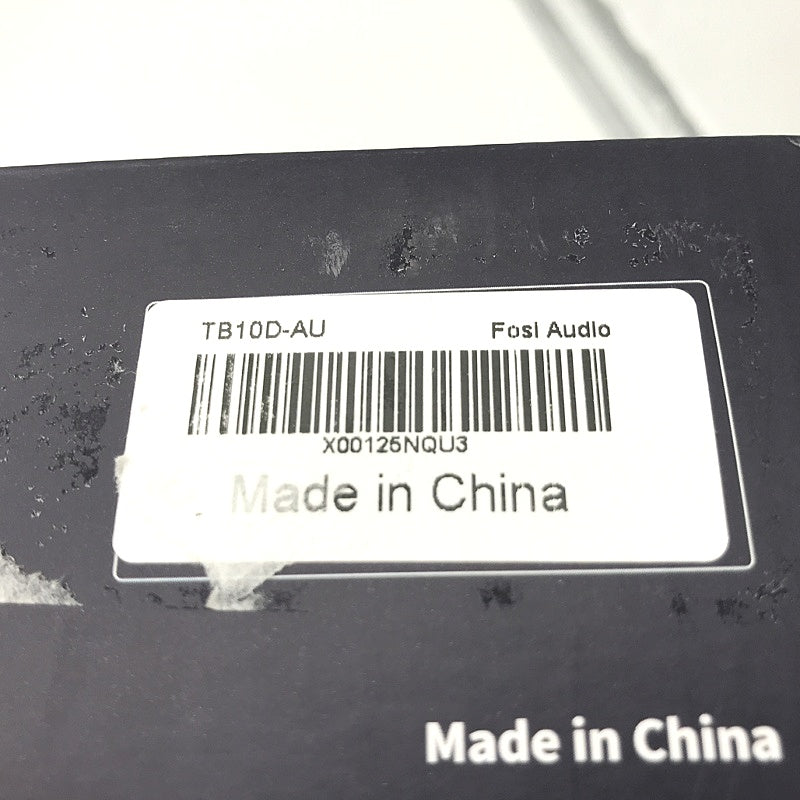 TB10D-AU Fosi Audio
X00125NQU3
Made in China
Made in China